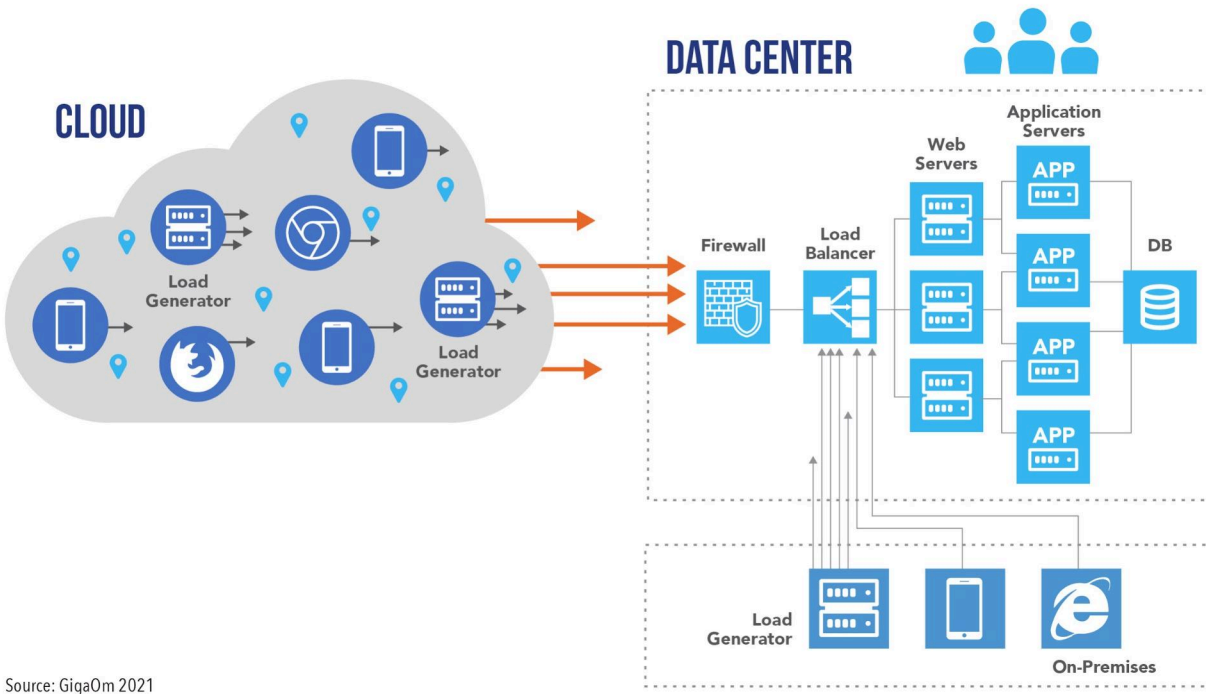 DATA CENTER
CLOUD
Application
Servers
Web
Servers
APP
Load
Balancer
Firewall
DB
APP
Load
Generator
APP
Load
Generator
APP
Load
Generator
On-Premises
Source: GigaOm 2021